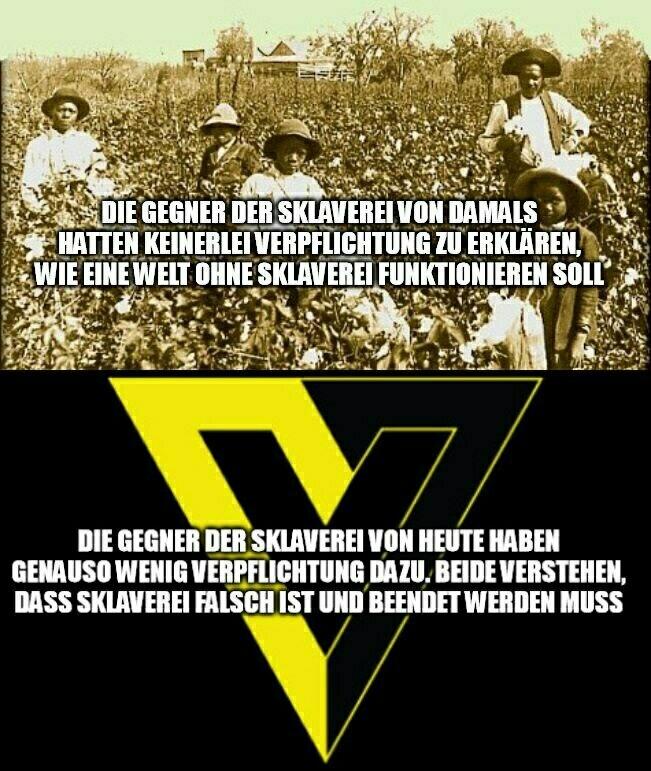 DIE GEGNER DER SKLAVEREI VON DAMALS
HATTEN KEINERLEI VERPFLICHTUNG ZU ERKLÄREN,
WIE EINE WELT OHNE SKLAVEREI FUNKTIONIEREN SOLL
DIE GEGNER DER SKLAVEREI VON HEUTE HABEN
GENAUSO WENIG VERPFLICHTUNG DAZU. BEIDE VERSTEHEN,
DASS SKLAVEREI FALSCH IST UND BEENDET WERDEN MUSS